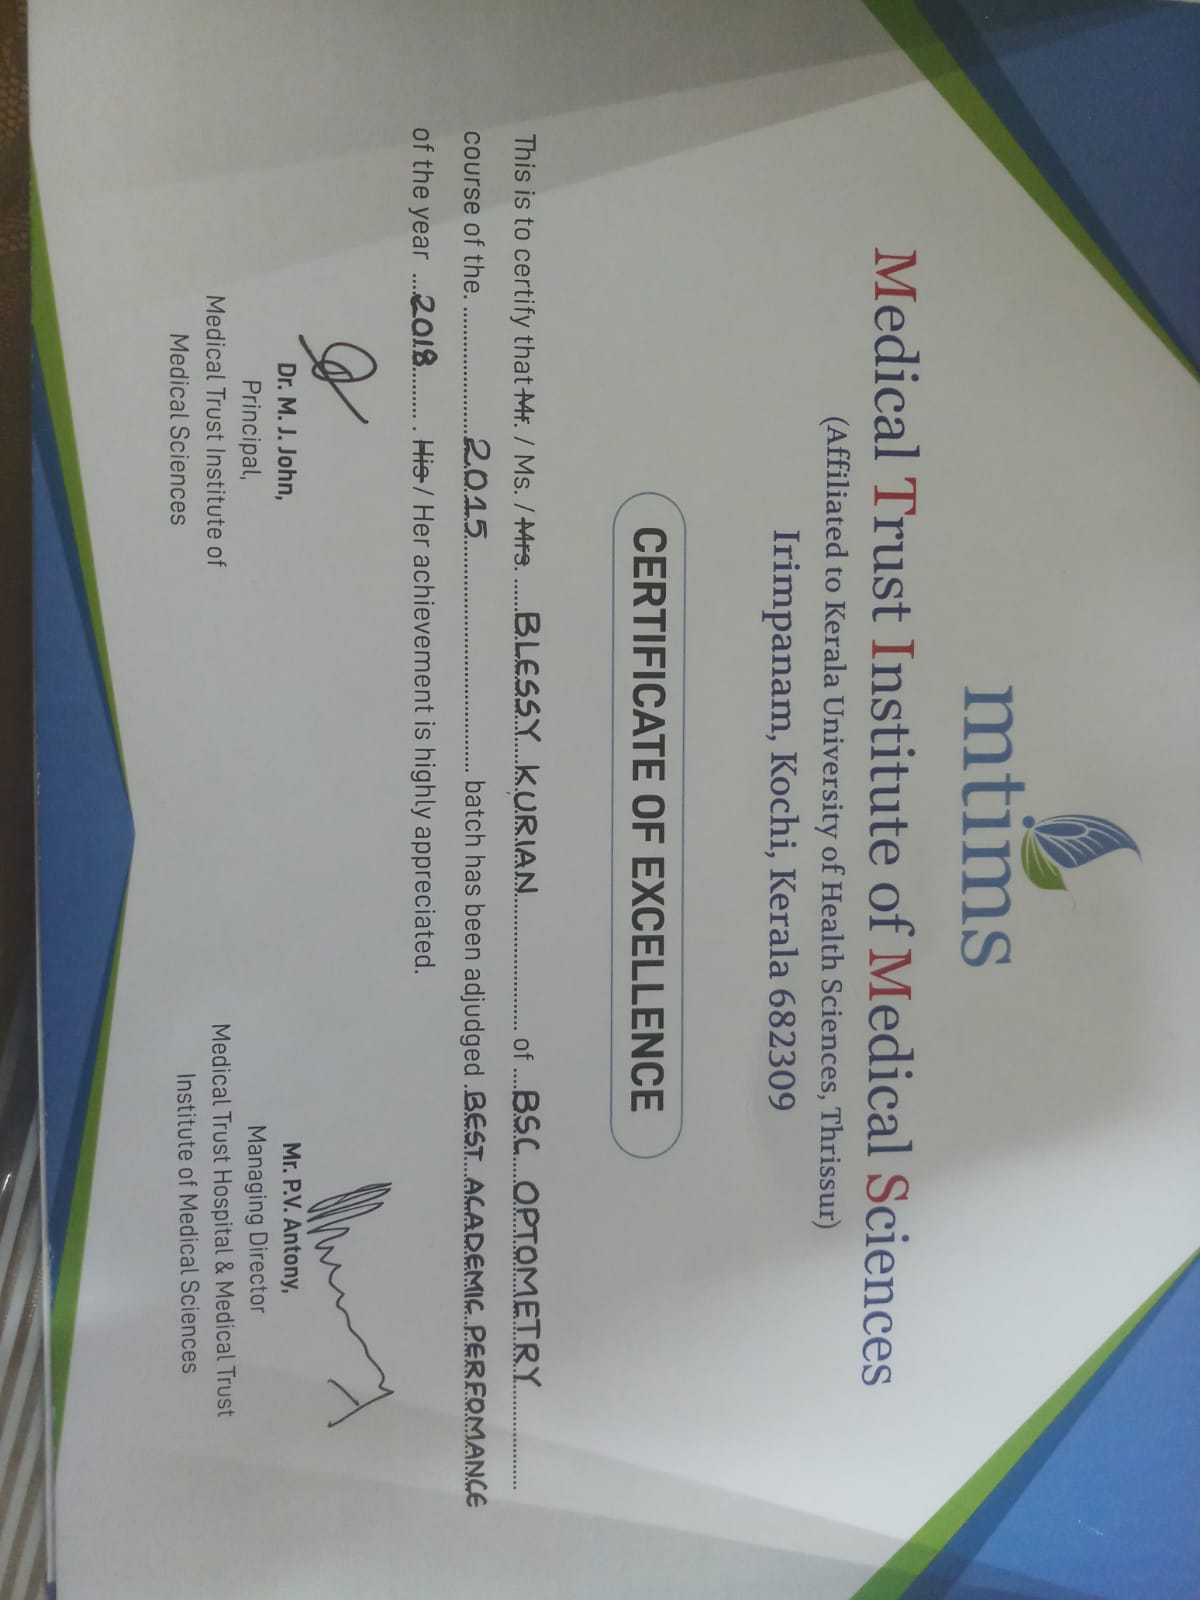 mtims
Medical Trust Institute of Medical Sciences
(Affiliated to Kerala University of Health Sciences, Thrissur)
Irimpanam, Kochi, Kerala 682309
CERTIFICATE OF EXCELLENCE
This is to certify that Mr. / Ms. / Mrs. BLESSY KURIAN of BSC OPTOMETRY
course of the. 2015 batch has been adjudged BEST ACADEMIC PERFOMANCE
of the year 2018. His / Her achievement is highly appreciated.
Dr. M. J. John,
Principal,
Medical Trust Institute of
Medical Sciences
Mr. P.V. Antony,
Managing Director
Medical Trust Hospital & Medical Trust
Institute of Medical Sciences